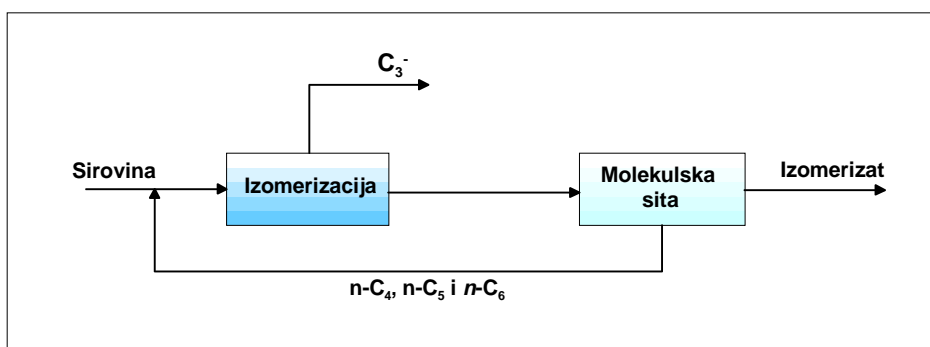 C₃⁻
Sirovina
Izomerizacija
Molekulska
sita
Izomerizat
n-C₄, n-C₅ i n-C₆